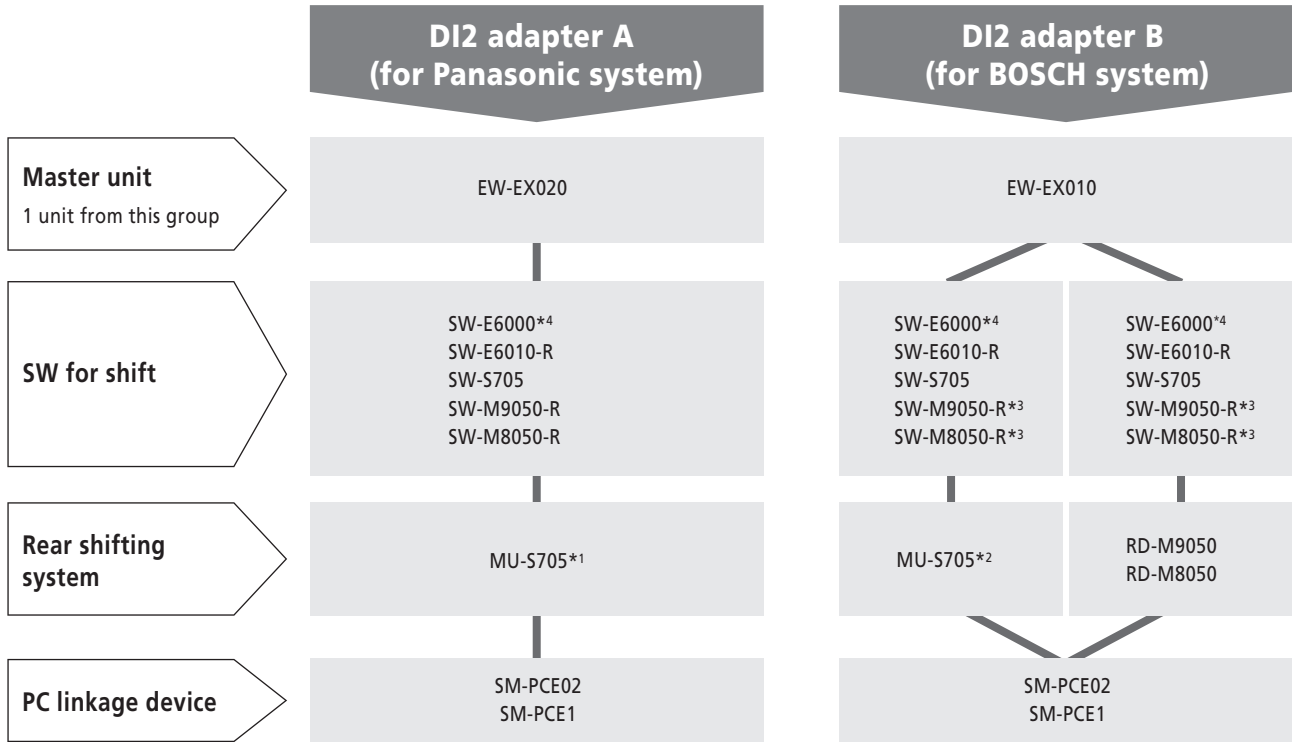 DI2 adapter A
(for Panasonic system)
DI2 adapter B
(for BOSCH system)
Master unit
1 unit from this group
EW-EX020
EW-EX010
SW for shift
SW-E6000*4
SW-E6010-R
SW-S705
SW-M9050-R
SW-M8050-R
SW-E6000*4
SW-E6010-R
SW-S705
SW-M9050-R*3
SW-M8050-R*3
SW-E6000*4
SW-E6010-R
SW-S705
SW-M9050-R*3
SW-M8050-R*3
Rear shifting
system
MU-S705*1
MU-S705*2
RD-M9050
RD-M8050
PC linkage device
SM-PCE02
SM-PCE1
SM-PCE02
SM-PCE1